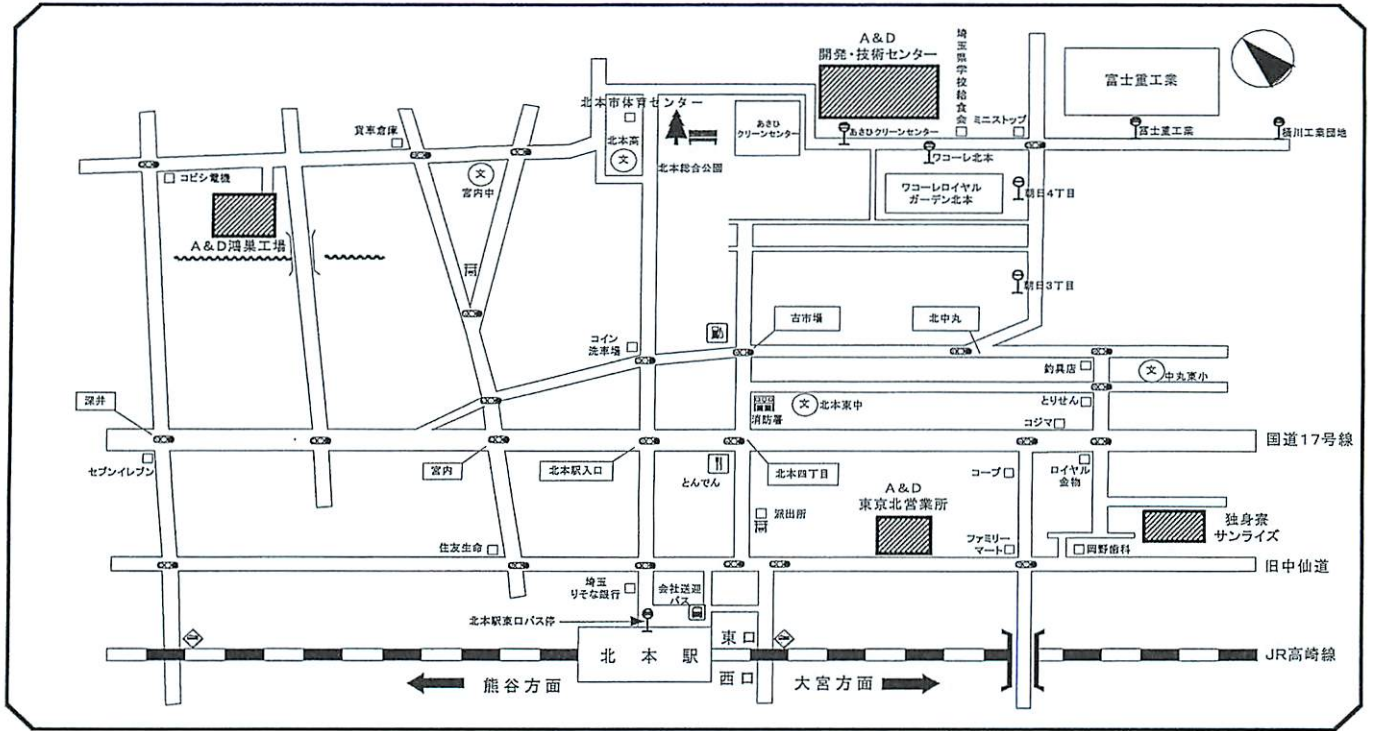 A&D
開発・技術センター
埼玉県学校給食会
富士重工業
北本市体育センター
貨車倉庫
北本高
文
あさひ
クリーンセンター
あさひクリーンセンター
ミニストップ
富士重工業
桶川工業団地
文
宮内中
北本総合公園
ワコーレ北本
コビシ電機
ワコーレロイヤル
ガーデン北本
朝日4丁目
A&D鴻巣工場
朝日3丁目
古市場
北中丸
コイン
洗車場
釣具店
文
中丸東小
深井
消防署
文
北本東中
とりせん
コジマ
国道17号線
セブンイレブン
宮内
北本駅入口
とんでん
北本四丁目
コープ
ロイヤル
金物
A&D
東京北営業所
派出所
独身寮
サンライズ
住友生命
ファミリー
マート
岡野歯科
旧中仙道
埼玉
りそな銀行
会社送迎
バス
北本駅東口バス停
北本駅
東口
西口
JR高崎線
熊谷方面
大宮方面